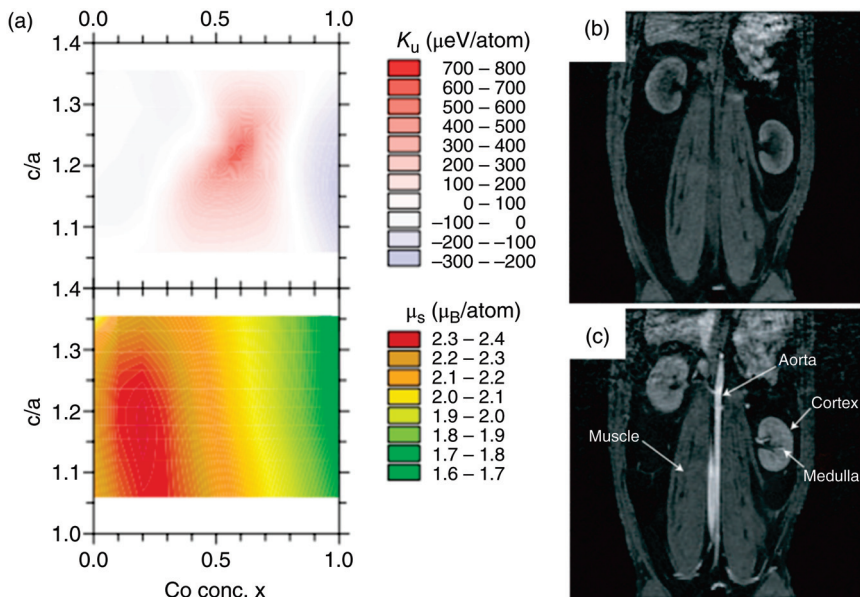 (a)
0.0 0.5 1.0
1.4
1.3
1.2
1.1
1.4
c/a
Kᵤ (μeV/atom)
700 – 800
600 – 700
500 – 600
400 – 500
300 – 400
200 – 300
100 – 200
0 – 100
–100 – 0
–200 – –100
–300 – –200
1.3
1.2
1.1
1.0
c/a
0.0 0.5 1.0
Co conc. x
μₛ (μB/atom)
2.3 – 2.4
2.2 – 2.3
2.1 – 2.2
2.0 – 2.1
1.9 – 2.0
1.8 – 1.9
1.7 – 1.8
1.6 – 1.7
(b)
(c)
Aorta
Cortex
Muscle
Medulla